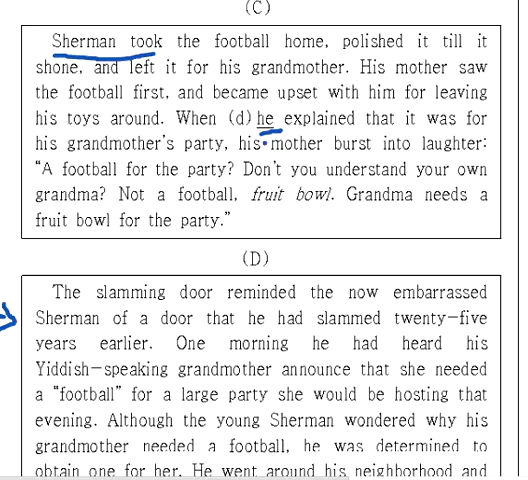 (C)
Sherman took the football home, polished it till it
shone, and left it for his grandmother. His mother saw
the football first, and became upset with him for leaving
his toys around. When (d) he explained that it was for
his grandmother's party, his mother burst into laughter:
"A football for the party? Don't you understand your own
grandma? Not a football, fruit bowl. Grandma needs a
fruit bowl for the party."
(D)
The slamming door reminded the now embarrassed
Sherman of a door that he had slammed twenty-five
years earlier. One morning he had heard his
Yiddish-speaking grandmother announce that she needed
a "football" for a large party she would be hosting that
evening. Although the young Sherman wondered why his
grandmother needed a football, he was determined to
obtain one for her. He went around his neighborhood and